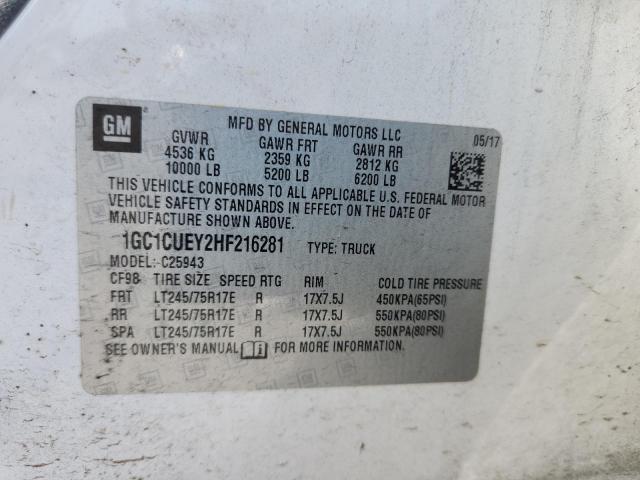 GM
MFD BY GENERAL MOTORS LLC
05/17
GVWR GAWR FRT GAWR RR
4536 KG 2359 KG 2812 KG
10000 LB 5200 LB 6200 LB
THIS VEHICLE CONFORMS TO ALL APPLICABLE U.S. FEDERAL MOTOR
VEHICLE SAFETY STANDARDS IN EFFECT ON THE DATE OF
MANUFACTURE SHOWN ABOVE.
1GC1CUEY2HF216281 TYPE: TRUCK
MODEL: C25943
CF98 TIRE SIZE SPEED RTG RIM COLD TIRE PRESSURE
FRT LT245/75R17E R 17X7.5J 450KPA(65PSI)
RR LT245/75R17E R 17X7.5J 550KPA(80PSI)
SPA LT245/75R17E R 17X7.5J 550KPA(80PSI)
SEE OWNER'S MANUAL FOR MORE INFORMATION.